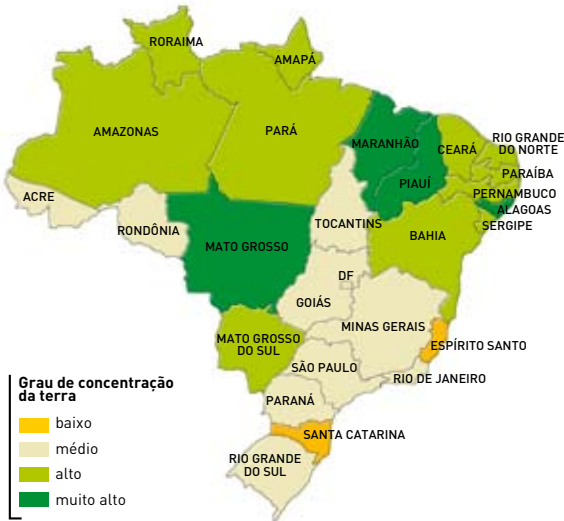 RORAIMA
AMAPÁ
AMAZONAS
PARÁ
MARANHÃO
CEARÁ
RIO GRANDE
DO NORTE
PARAÍBA
PIAUÍ
PERNAMBUCO
ALAGOAS
SERGIPE
ACRE
RONDÔNIA
TOCANTINS
BAHIA
MATO GROSSO
DF
GOIÁS
MINAS GERAIS
MATO GROSSO
DO SUL
ESPÍRITO SANTO
SÃO PAULO
RIO DE JANEIRO
PARANÁ
SANTA CATARINA
RIO GRANDE
DO SUL
Grau de concentração
da terra
baixo
médio
alto
muito alto